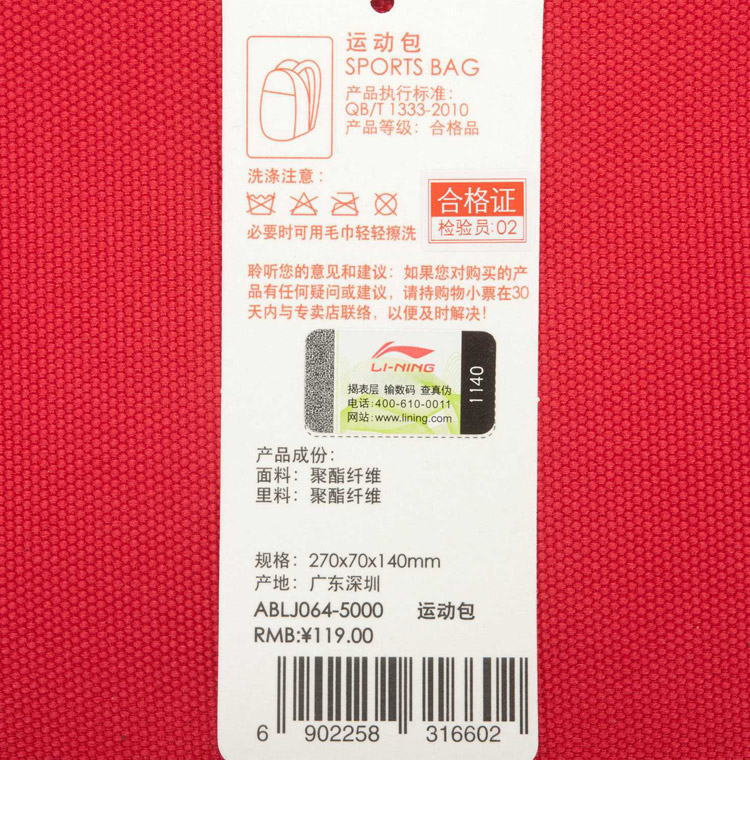 运动包
SPORTS BAG
产品执行标准：
QB/T 1333-2010
产品等级：合格品
洗涤注意：
必要时可用毛巾轻轻擦洗
合格证
检验员:02
聆听您的意见和建议：如果您对购买的产
品有任何疑问或建议，请持购物小票在30
天内与专卖店联络，以便及时解决！
LI-NING
揭表层 输数码 查真伪
电话:400-610-0011
网站:www.lining.com
1140
产品成份：
面料：聚酯纤维
里料：聚酯纤维
规格：270x70x140mm
产地：广东深圳
ABLJ064-5000 运动包
RMB:¥119.00
6 902258 316602